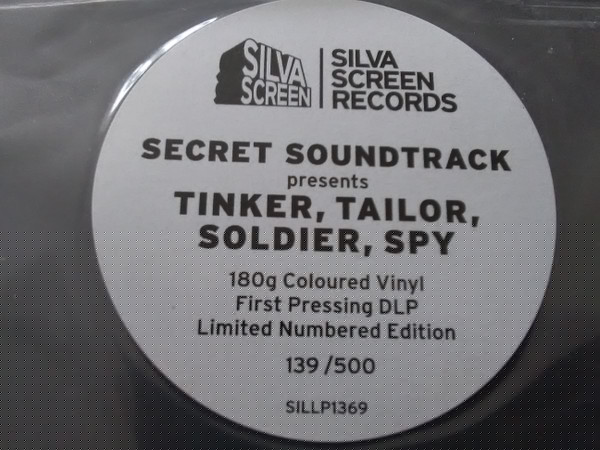 SILVA
SCREEN
SILVA
SCREEN
RECORDS
SECRET SOUNDTRACK
presents
TINKER, TAILOR,
SOLDIER, SPY
180g Coloured Vinyl
First Pressing DLP
Limited Numbered Edition
139 /500
SILLP1369